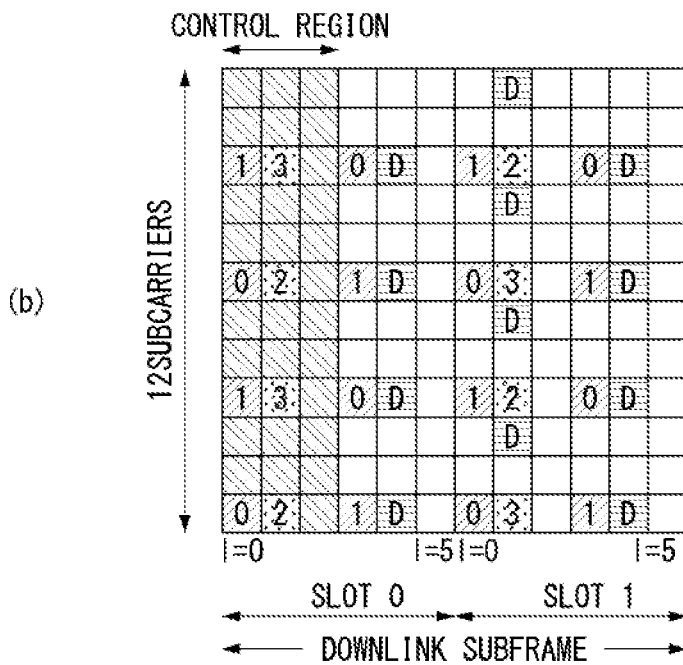 CONTROL REGION
D
1 3 0 D 1 2 0 D
D
0 2 1 D 0 3 1 D
D
1 3 0 D 1 2 0 D
D
0 2 1 D 0 3 1 D
12SUBCARRIERS
(b)
l=0 l=5 l=0 l=5
SLOT 0 SLOT 1
DOWNLINK SUBFRAME